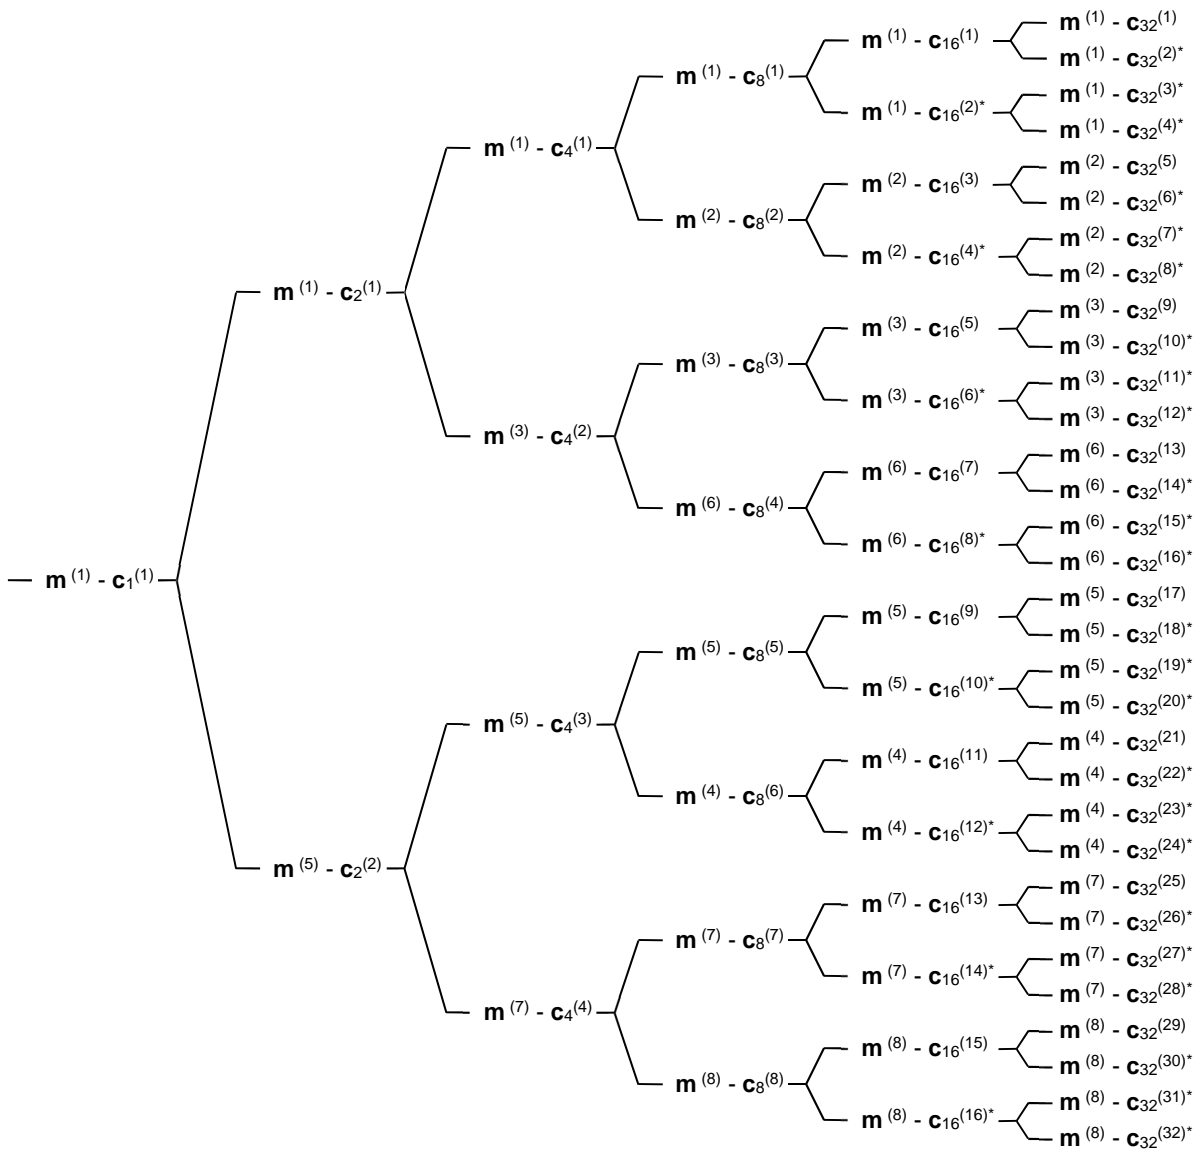 m (1) - c1(1)
m (1) - c2(1)
m (5) - c2(2)
m (1) - c4(1)
m (3) - c4(2)
m (5) - c4(3)
m (7) - c4(4)
m (1) - c8(1)
m (2) - c8(2)
m (3) - c8(3)
m (6) - c8(4)
m (5) - c8(5)
m (4) - c8(6)
m (7) - c8(7)
m (8) - c8(8)
m (1) - c16(1)
m (1) - c16(2)*
m (2) - c16(3)
m (2) - c16(4)*
m (3) - c16(5)
m (3) - c16(6)*
m (6) - c16(7)
m (6) - c16(8)*
m (5) - c16(9)
m (5) - c16(10)*
m (4) - c16(11)
m (4) - c16(12)*
m (7) - c16(13)
m (7) - c16(14)*
m (8) - c16(15)
m (8) - c16(16)*
m (1) - c32(1)
m (1) - c32(2)*
m (1) - c32(3)*
m (1) - c32(4)*
m (2) - c32(5)
m (2) - c32(6)*
m (2) - c32(7)*
m (2) - c32(8)*
m (3) - c32(9)
m (3) - c32(10)*
m (3) - c32(11)*
m (3) - c32(12)*
m (6) - c32(13)
m (6) - c32(14)*
m (6) - c32(15)*
m (6) - c32(16)*
m (5) - c32(17)
m (5) - c32(18)*
m (5) - c32(19)*
m (5) - c32(20)*
m (4) - c32(21)
m (4) - c32(22)*
m (4) - c32(23)*
m (4) - c32(24)*
m (7) - c32(25)
m (7) - c32(26)*
m (7) - c32(27)*
m (7) - c32(28)*
m (8) - c32(29)
m (8) - c32(30)*
m (8) - c32(31)*
m (8) - c32(32)*